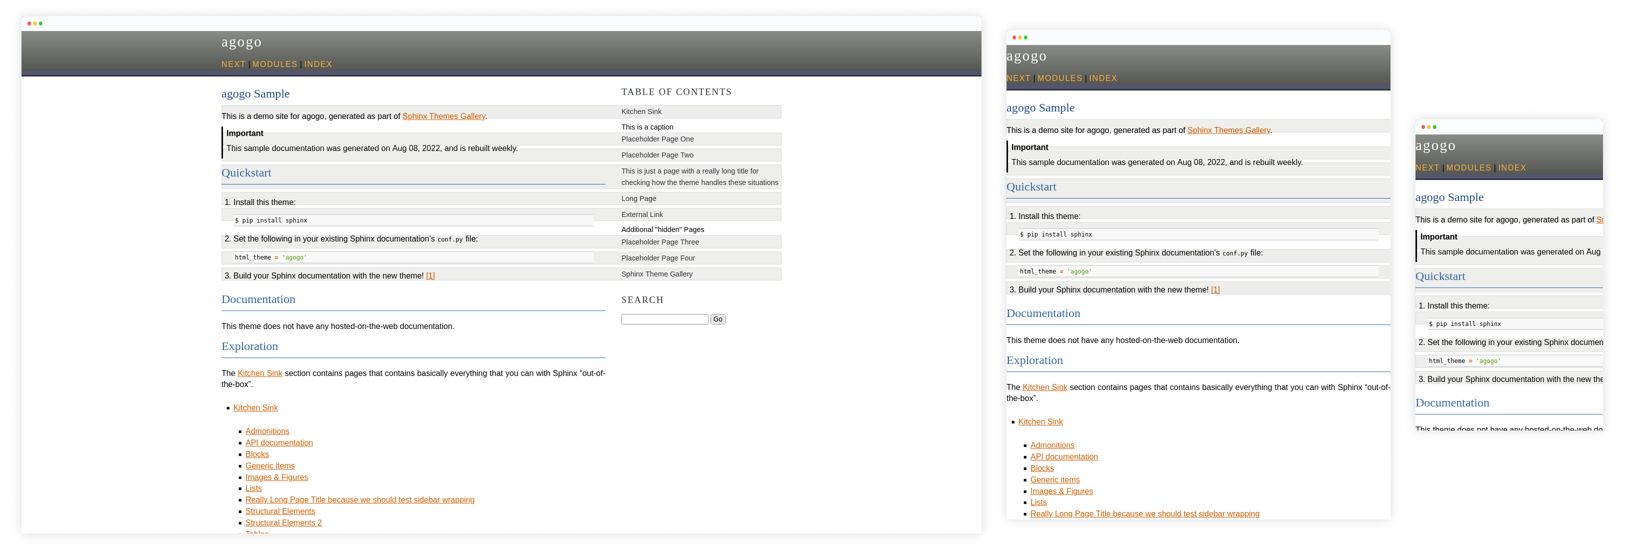 agogo
NEXT | MODULES | INDEX
agogo Sample
This is a demo site for agogo, generated as part of Sphinx Themes Gallery.
Important
This sample documentation was generated on Aug 08, 2022, and is rebuilt weekly.
Quickstart
1. Install this theme:
$ pip install sphinx
2. Set the following in your existing Sphinx documentation’s conf.py file:
html_theme = 'agogo'
3. Build your Sphinx documentation with the new theme! [1]
Documentation
This theme does not have any hosted-on-the-web documentation.
Exploration
The Kitchen Sink section contains pages that contains basically everything that you can with Sphinx “out-of-
the-box”.
Kitchen Sink
Admonitions
API documentation
Blocks
Generic items
Images & Figures
Lists
Really Long Page Title because we should test sidebar wrapping
Structural Elements
Structural Elements 2
Tables
TABLE OF CONTENTS
Kitchen Sink
This is a caption
Placeholder Page One
Placeholder Page Two
This is just a page with a really long title for
checking how the theme handles these situations
Long Page
External Link
Additional "hidden" Pages
Placeholder Page Three
Placeholder Page Four
Sphinx Theme Gallery
SEARCH
Go
agogo
NEXT | MODULES | INDEX
agogo Sample
This is a demo site for agogo, generated as part of Sphinx Themes Gallery.
Important
This sample documentation was generated on Aug 08, 2022, and is rebuilt weekly.
Quickstart
1. Install this theme:
$ pip install sphinx
2. Set the following in your existing Sphinx documentation’s conf.py file:
html_theme = 'agogo'
3. Build your Sphinx documentation with the new theme! [1]
Documentation
This theme does not have any hosted-on-the-web documentation.
Exploration
The Kitchen Sink section contains pages that contains basically everything that you can with Sphinx “out-of-
the-box”.
Kitchen Sink
Admonitions
API documentation
Blocks
Generic items
Images & Figures
Lists
Really Long Page Title because we should test sidebar wrapping
agogo
NEXT | MODULES | INDEX
agogo Sample
This is a demo site for agogo, generated as part of
Important
This sample documentation was generated on Aug
Quickstart
1. Install this theme:
$ pip install sphinx
2. Set the following in your existing Sphinx documen
html_theme = 'agogo'
3. Build your Sphinx documentation with the new the
Documentation
This theme does not have any hosted-on-the-web do